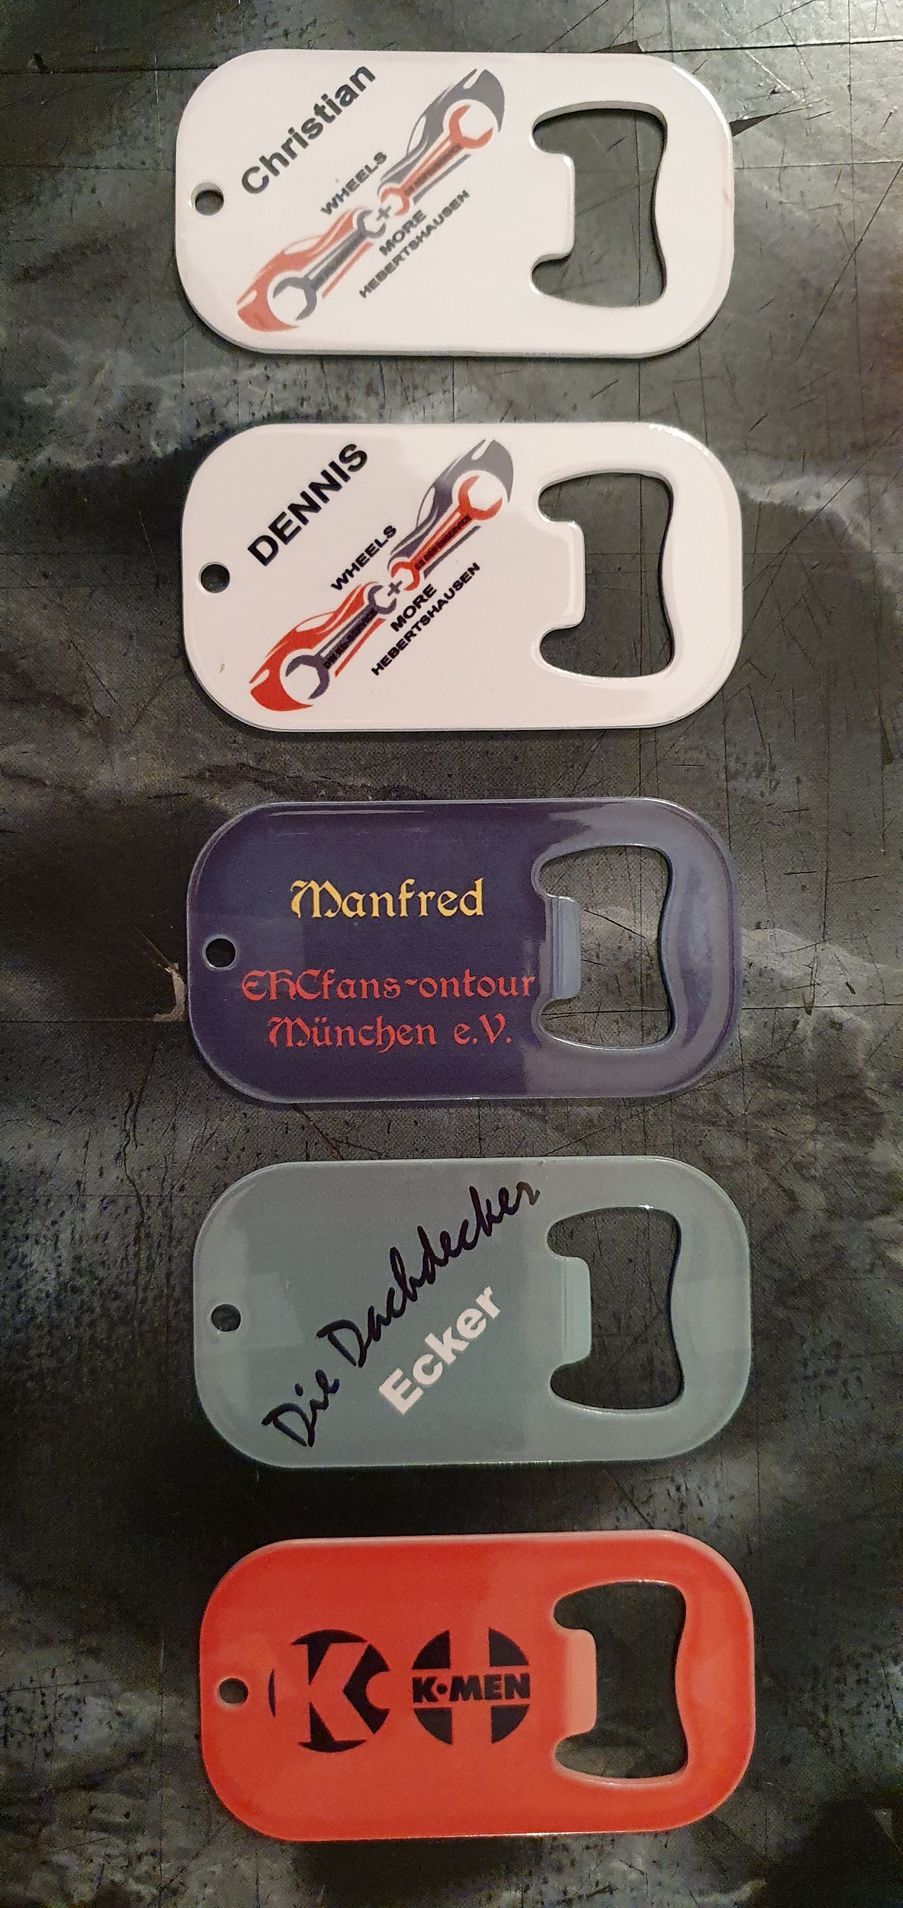 Christian
WHEELS
+
MORE
HEBERTSHAUSEN
DENNIS
WHEELS
+
MORE
HEBERTSHAUSEN
Manfred
EHCfans-ontour
München e.V.
Die Dachdecker
Ecker
K
K·MEN